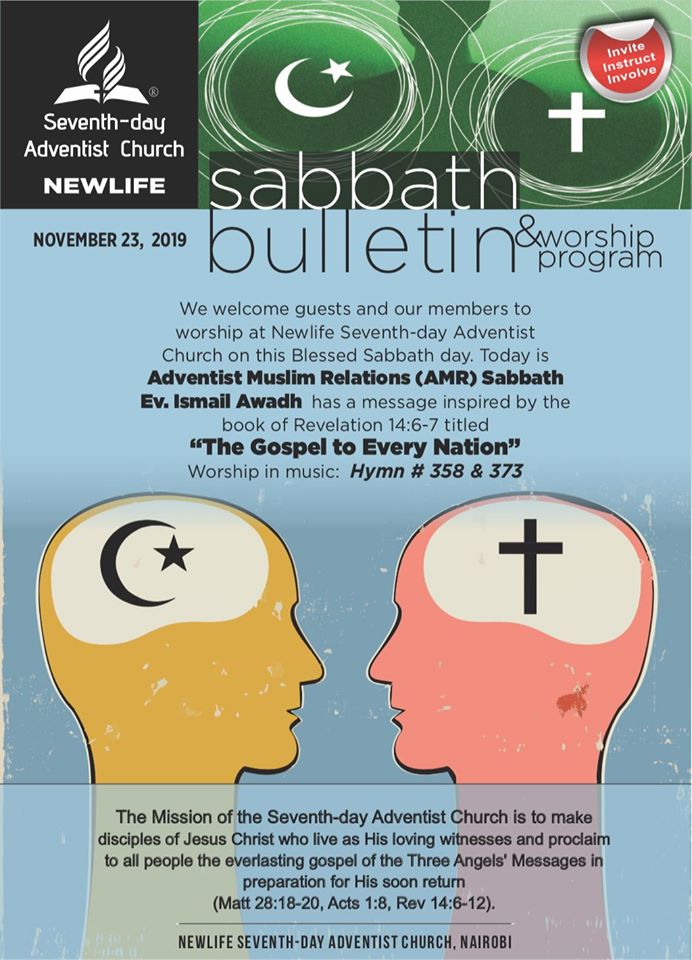 Seventh-day
Adventist Church
®
NEWLIFE
Invite
Instruct
Involve
sabbath
bulletin
&worship
program
NOVEMBER 23, 2019
We welcome guests and our members to
worship at Newlife Seventh-day Adventist
Church on this Blessed Sabbath day. Today is
Adventist Muslim Relations (AMR) Sabbath
Ev. Ismail Awadh has a message inspired by the
book of Revelation 14:6-7 titled
“The Gospel to Every Nation”
Worship in music: Hymn # 358 & 373
The Mission of the Seventh-day Adventist Church is to make
disciples of Jesus Christ who live as His loving witnesses and proclaim
to all people the everlasting gospel of the Three Angels' Messages in
preparation for His soon return
(Matt 28:18-20, Acts 1:8, Rev 14:6-12).
NEWLIFE SEVENTH-DAY ADVENTIST CHURCH, NAIROBI